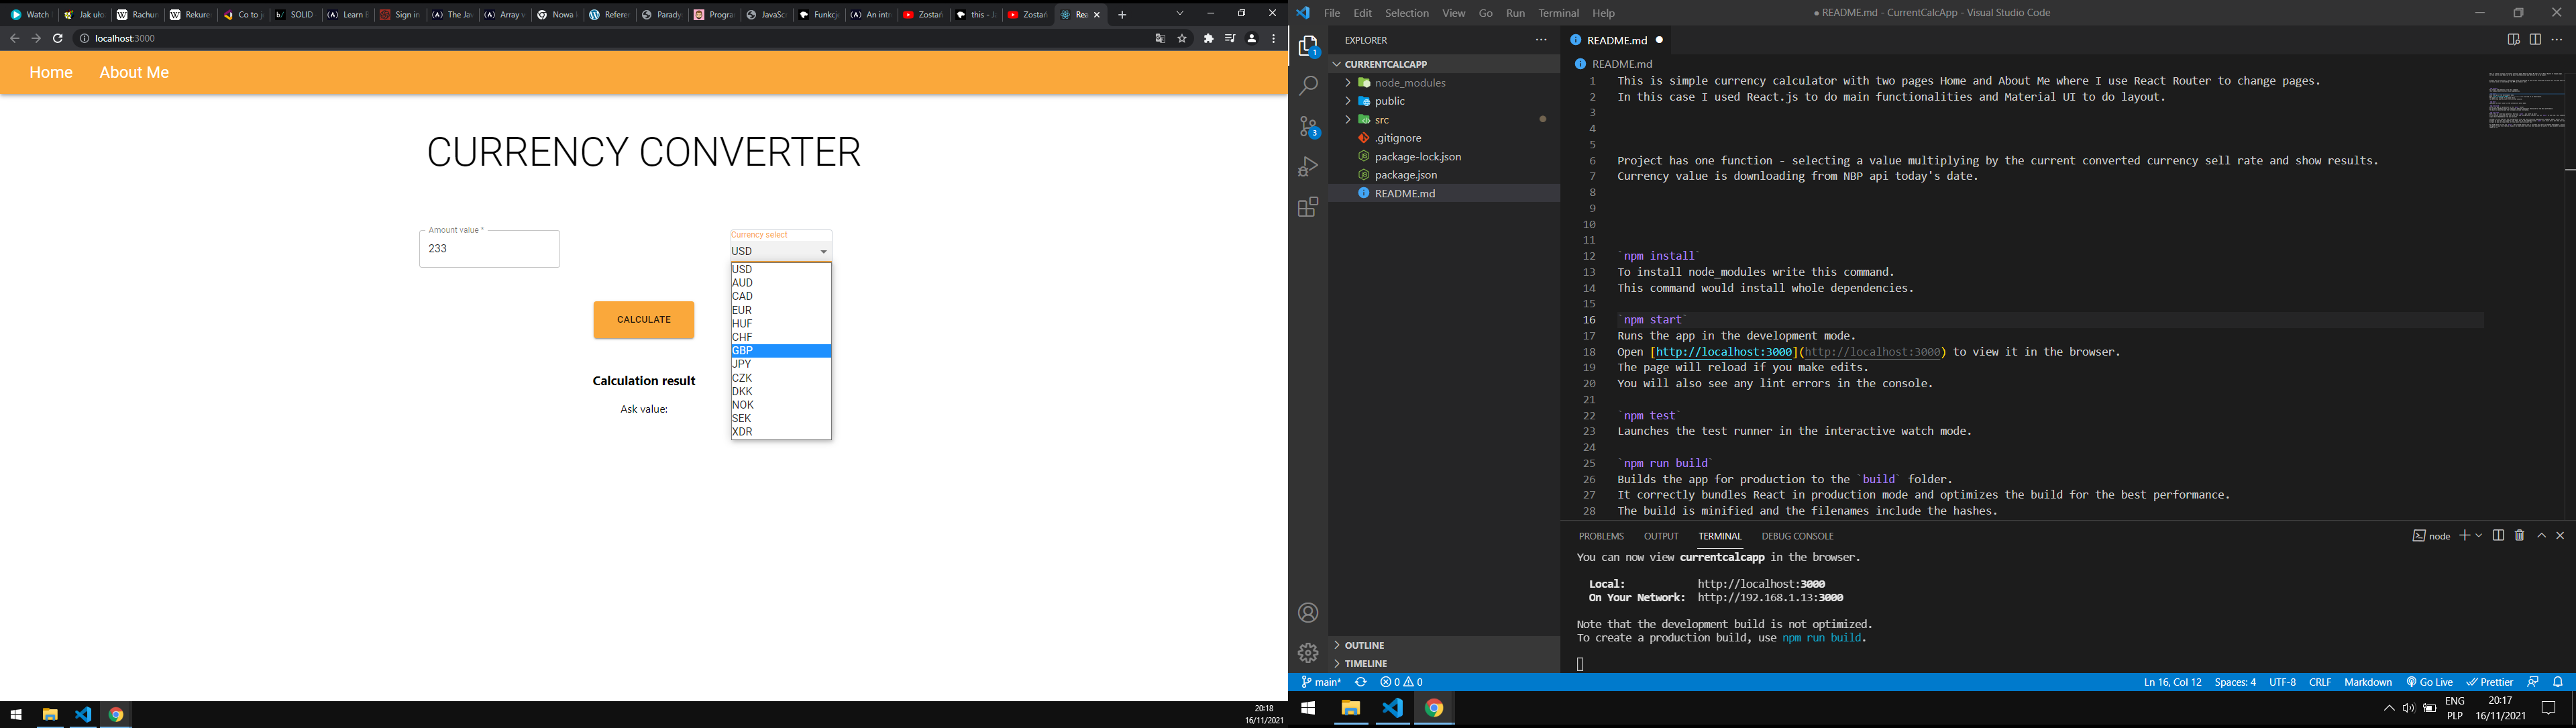 Watch
Jak uło
Rachun
Rekure
Co to j
SOLID
Learn B
Sign in
The Jav
Array v
Nowa k
Referec
Parady
Progra
JavaScr
Funkcje
An intr
Zostań
this - J
Zostań
Rea
localhost:3000
Home
About Me
CURRENCY CONVERTER
Amount value *
233
Currency select
USD
USD
AUD
CAD
EUR
HUF
CHF
GBP
JPY
CZK
DKK
NOK
SEK
XDR
CALCULATE
Calculation result
Ask value:
20:18
16/11/2021
File Edit Selection View Go Run Terminal Help
● README.md - CurrentCalcApp - Visual Studio Code
EXPLORER
CURRENTCALCAPP
node_modules
public
src
.gitignore
package-lock.json
package.json
README.md
OUTLINE
TIMELINE
1
3
README.md
README.md
1 This is simple currency calculator with two pages Home and About Me where I use React Router to change pages.
2 In this case I used React.js to do main functionalities and Material UI to do layout.
3
4
5
6 Project has one function - selecting a value multiplying by the current converted currency sell rate and show results.
7 Currency value is downloading from NBP api today's date.
8
9
10
11
12 `npm install`
13 To install node_modules write this command.
14 This command would install whole dependencies.
15
16 `npm start`
17 Runs the app in the development mode.
18 Open [http://localhost:3000](http://localhost:3000) to view it in the browser.
19 The page will reload if you make edits.
20 You will also see any lint errors in the console.
21
22 `npm test`
23 Launches the test runner in the interactive watch mode.
24
25 `npm run build`
26 Builds the app for production to the `build` folder.
27 It correctly bundles React in production mode and optimizes the build for the best performance.
28 The build is minified and the filenames include the hashes.
PROBLEMS OUTPUT TERMINAL DEBUG CONSOLE
node
You can now view currentcalcapp in the browser.
Local: http://localhost:3000
On Your Network: http://192.168.1.13:3000
Note that the development build is not optimized.
To create a production build, use npm run build.
main* 0 0
Ln 16, Col 12 Spaces: 4 UTF-8 CRLF Markdown Go Live Prettier
ENG
PLP
20:17
16/11/2021